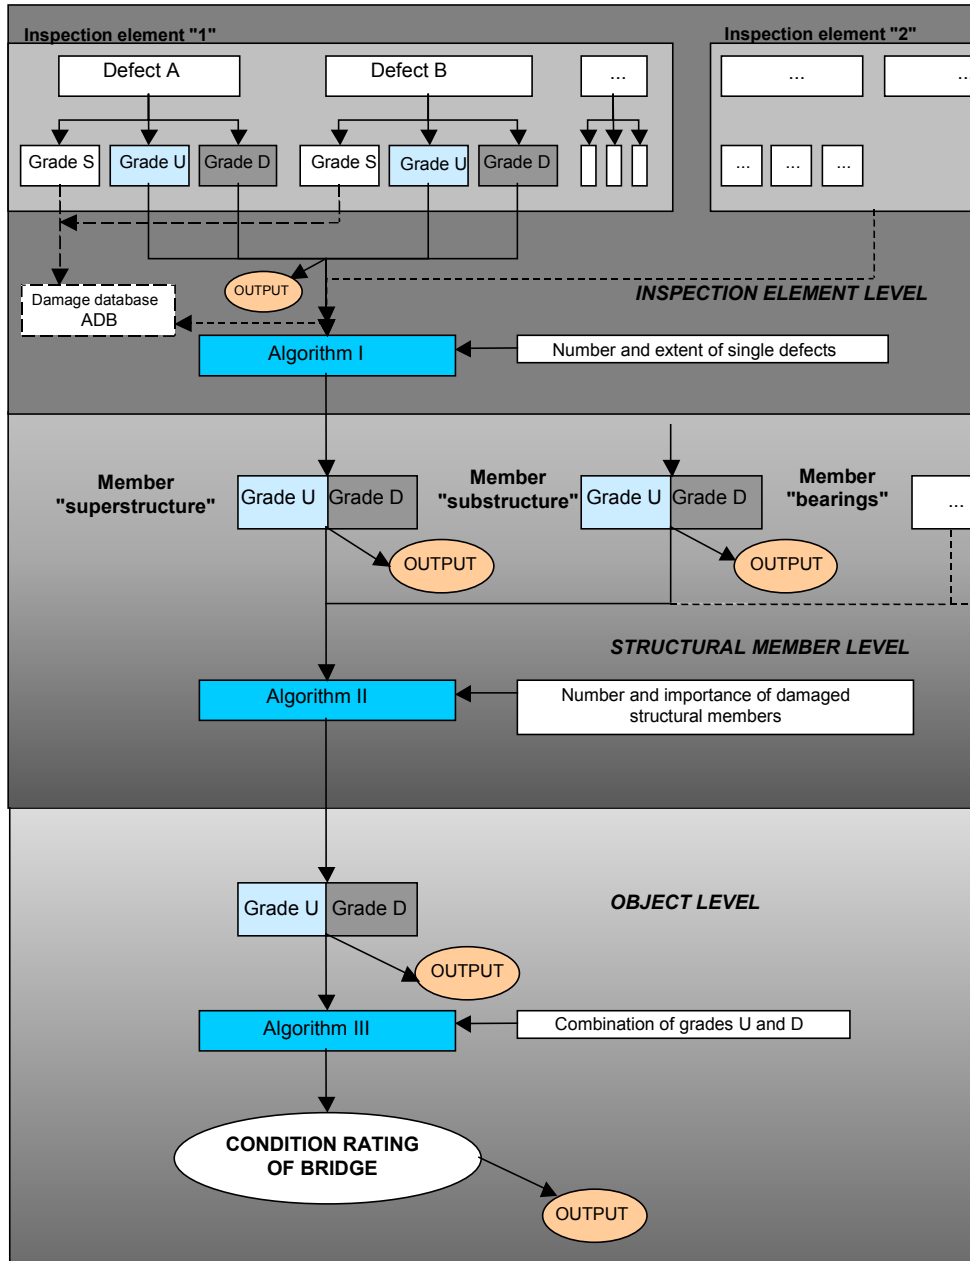 Inspection element "1"
Inspection element "2"
Defect A
Defect B
...
...
...
Grade S
Grade U
Grade D
Grade S
Grade U
Grade D
...
...
...
OUTPUT
INSPECTION ELEMENT LEVEL
Damage database
ADB
Algorithm I
Number and extent of single defects
Member
"superstructure"
Grade U
Grade D
Member
"substructure"
Grade U
Grade D
Member
"bearings"
...
OUTPUT
OUTPUT
STRUCTURAL MEMBER LEVEL
Algorithm II
Number and importance of damaged
structural members
Grade U
Grade D
OBJECT LEVEL
OUTPUT
Algorithm III
Combination of grades U and D
CONDITION RATING
OF BRIDGE
OUTPUT